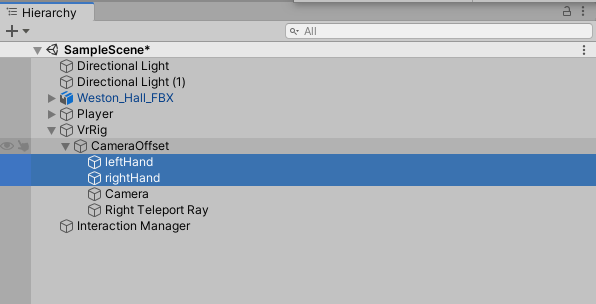 Hierarchy
All
SampleScene*
Directional Light
Directional Light (1)
Weston_Hall_FBX
Player
VrRig
CameraOffset
leftHand
rightHand
Camera
Right Teleport Ray
Interaction Manager